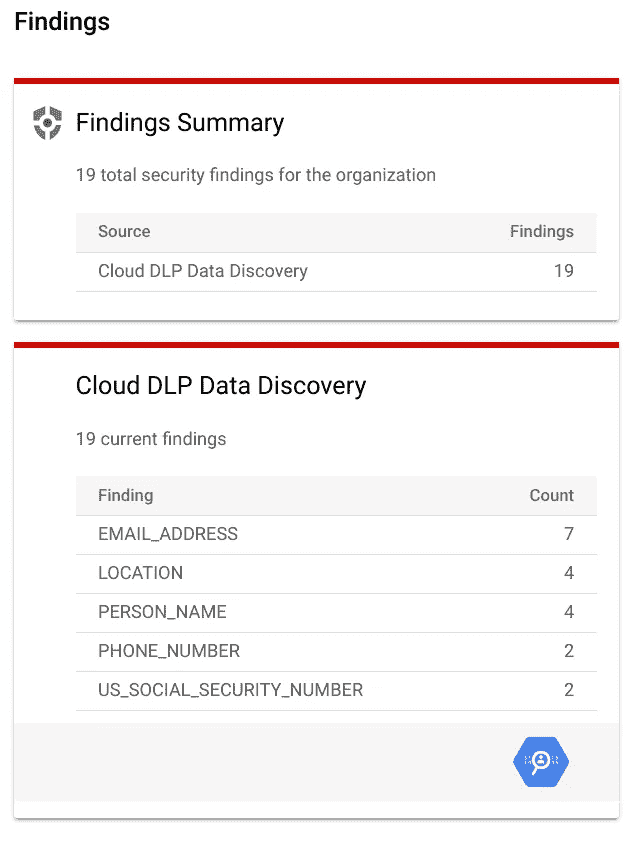 Findings
Findings Summary
19 total security findings for the organization
Source Findings
Cloud DLP Data Discovery 19
Cloud DLP Data Discovery
19 current findings
Finding Count
EMAIL_ADDRESS 7
LOCATION 4
PERSON_NAME 4
PHONE_NUMBER 2
US_SOCIAL_SECURITY_NUMBER 2